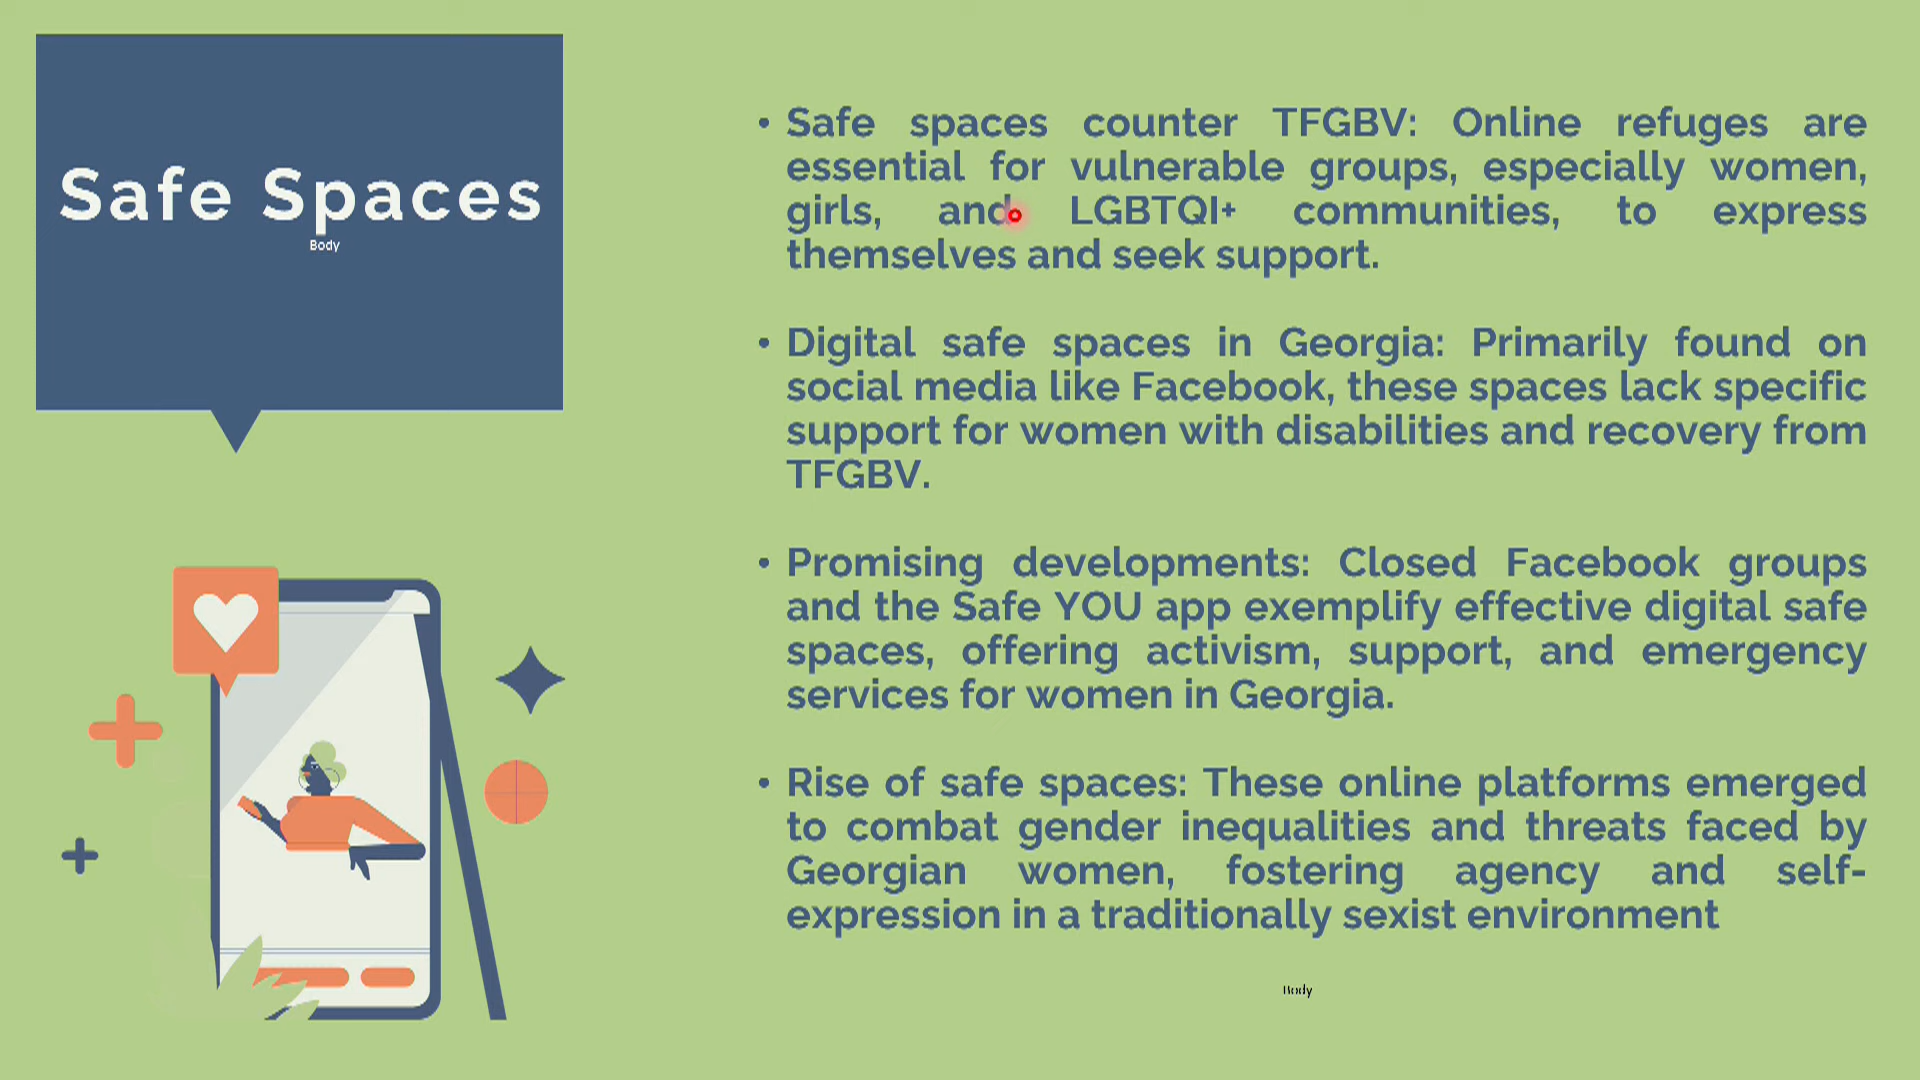 Safe Spaces
Body
• Safe spaces counter TFGBV: Online refuges are
essential for vulnerable groups, especially women,
girls, and LGBTQI+ communities, to express
themselves and seek support.
• Digital safe spaces in Georgia: Primarily found on
social media like Facebook, these spaces lack specific
support for women with disabilities and recovery from
TFGBV.
• Promising developments: Closed Facebook groups
and the Safe YOU app exemplify effective digital safe
spaces, offering activism, support, and emergency
services for women in Georgia.
• Rise of safe spaces: These online platforms emerged
to combat gender inequalities and threats faced by
Georgian women, fostering agency and self-
expression in a traditionally sexist environment
Body